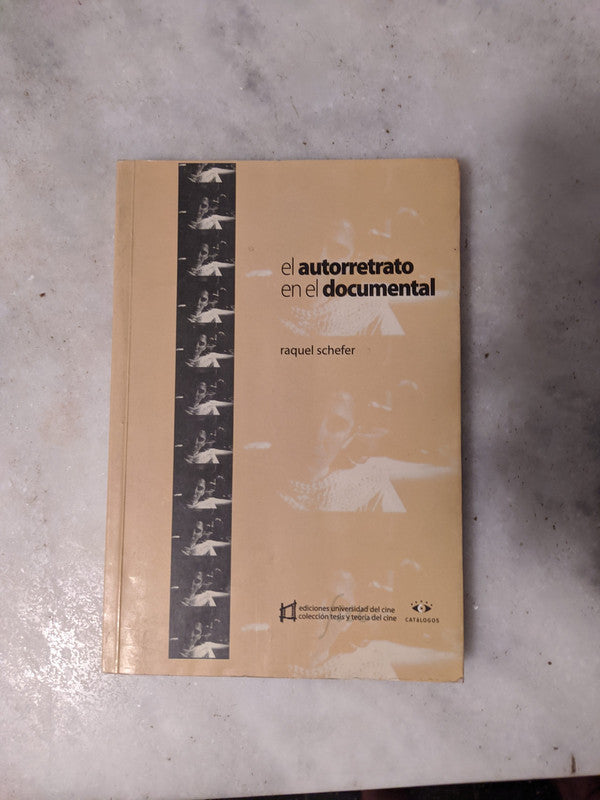 el autorretrato
en el documental
raquel schefer
ediciones universidad del cine
colección tesis y teoría del cine
CATáLOGOS